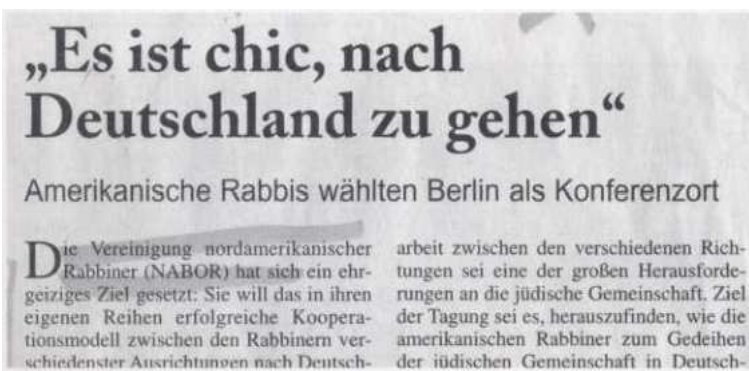 „Es ist chic, nach
Deutschland zu gehen“
Amerikanische Rabbis wählten Berlin als Konferenzort
Die Vereinigung nordamerikanischer
Rabbiner (NABOR) hat sich ein ehr-
geiziges Ziel gesetzt: Sie will das in ihren
eigenen Reihen erfolgreiche Koopera-
tionsmodell zwischen den Rabbinern ver-
schiedenster Ausrichtungen nach Deutsch-
arbeit zwischen den verschiedenen Rich-
tungen sei eine der großen Herausforde-
rungen an die jüdische Gemeinschaft. Ziel
der Tagung sei es, herauszufinden, wie die
amerikanischen Rabbiner zum Gedeihen
der jüdischen Gemeinschaft in Deutsch-